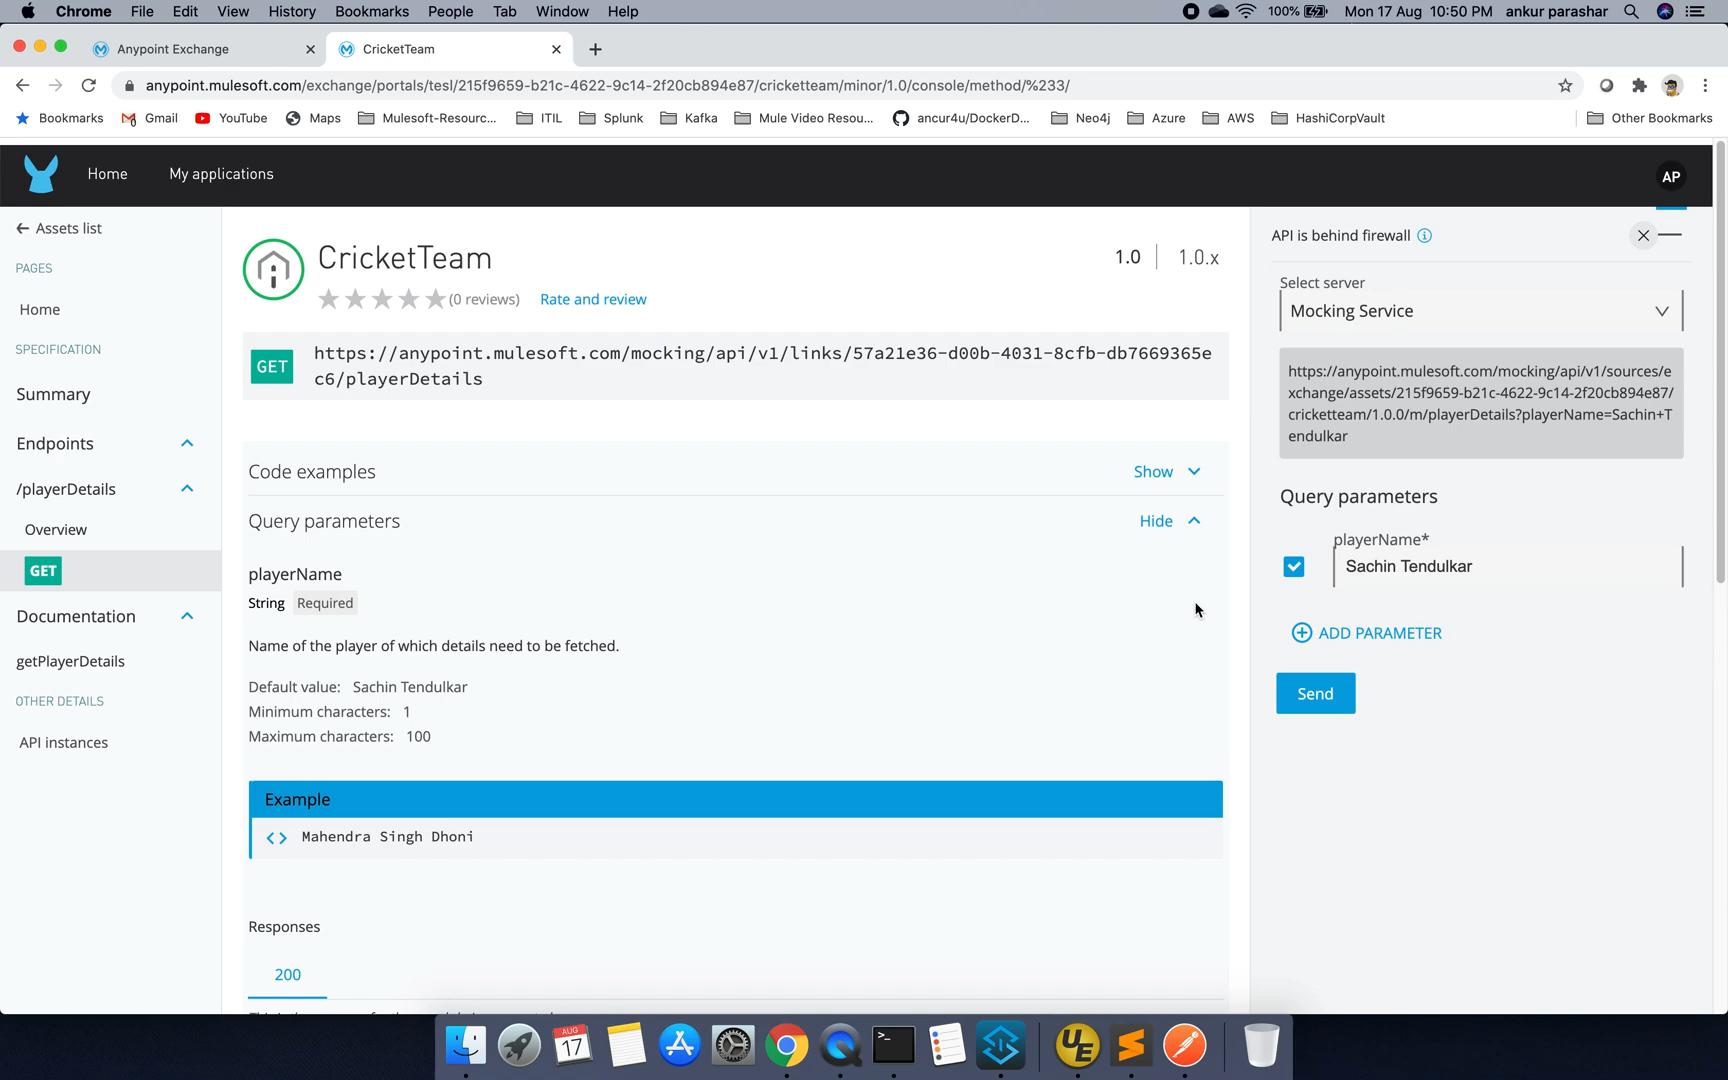 Chrome File Edit View History Bookmarks People Tab Window Help 100% Mon 17 Aug 10:50 PM ankur parashar
Anypoint Exchange CricketTeam
anypoint.mulesoft.com/exchange/portals/tesl/215f9659-b21c-4622-9c14-2f20cb894e87/cricketteam/minor/1.0/console/method/%233/
Bookmarks Gmail YouTube Maps Mulesoft-Resourc... ITIL Splunk Kafka Mule Video Resou... ancur4u/DockerD... Neo4j Azure AWS HashiCorpVault Other Bookmarks
Home My applications AP
Assets list
PAGES
Home
SPECIFICATION
Summary
Endpoints
/playerDetails
Overview
GET
Documentation
getPlayerDetails
OTHER DETAILS
API instances
CricketTeam 1.0 1.0.x
(0 reviews) Rate and review
GET https://anypoint.mulesoft.com/mocking/api/v1/links/57a21e36-d00b-4031-8cfb-db7669365e
c6/playerDetails
Code examples Show
Query parameters Hide
playerName
String Required
Name of the player of which details need to be fetched.
Default value: Sachin Tendulkar
Minimum characters: 1
Maximum characters: 100
Example
<> Mahendra Singh Dhoni
Responses
200
API is behind firewall
Select server
Mocking Service
https://anypoint.mulesoft.com/mocking/api/v1/sources/e
xchange/assets/215f9659-b21c-4622-9c14-2f20cb894e87/
cricketteam/1.0.0/m/playerDetails?playerName=Sachin+T
endulkar
Query parameters
playerName*
Sachin Tendulkar
ADD PARAMETER
Send
AUG
17
UE